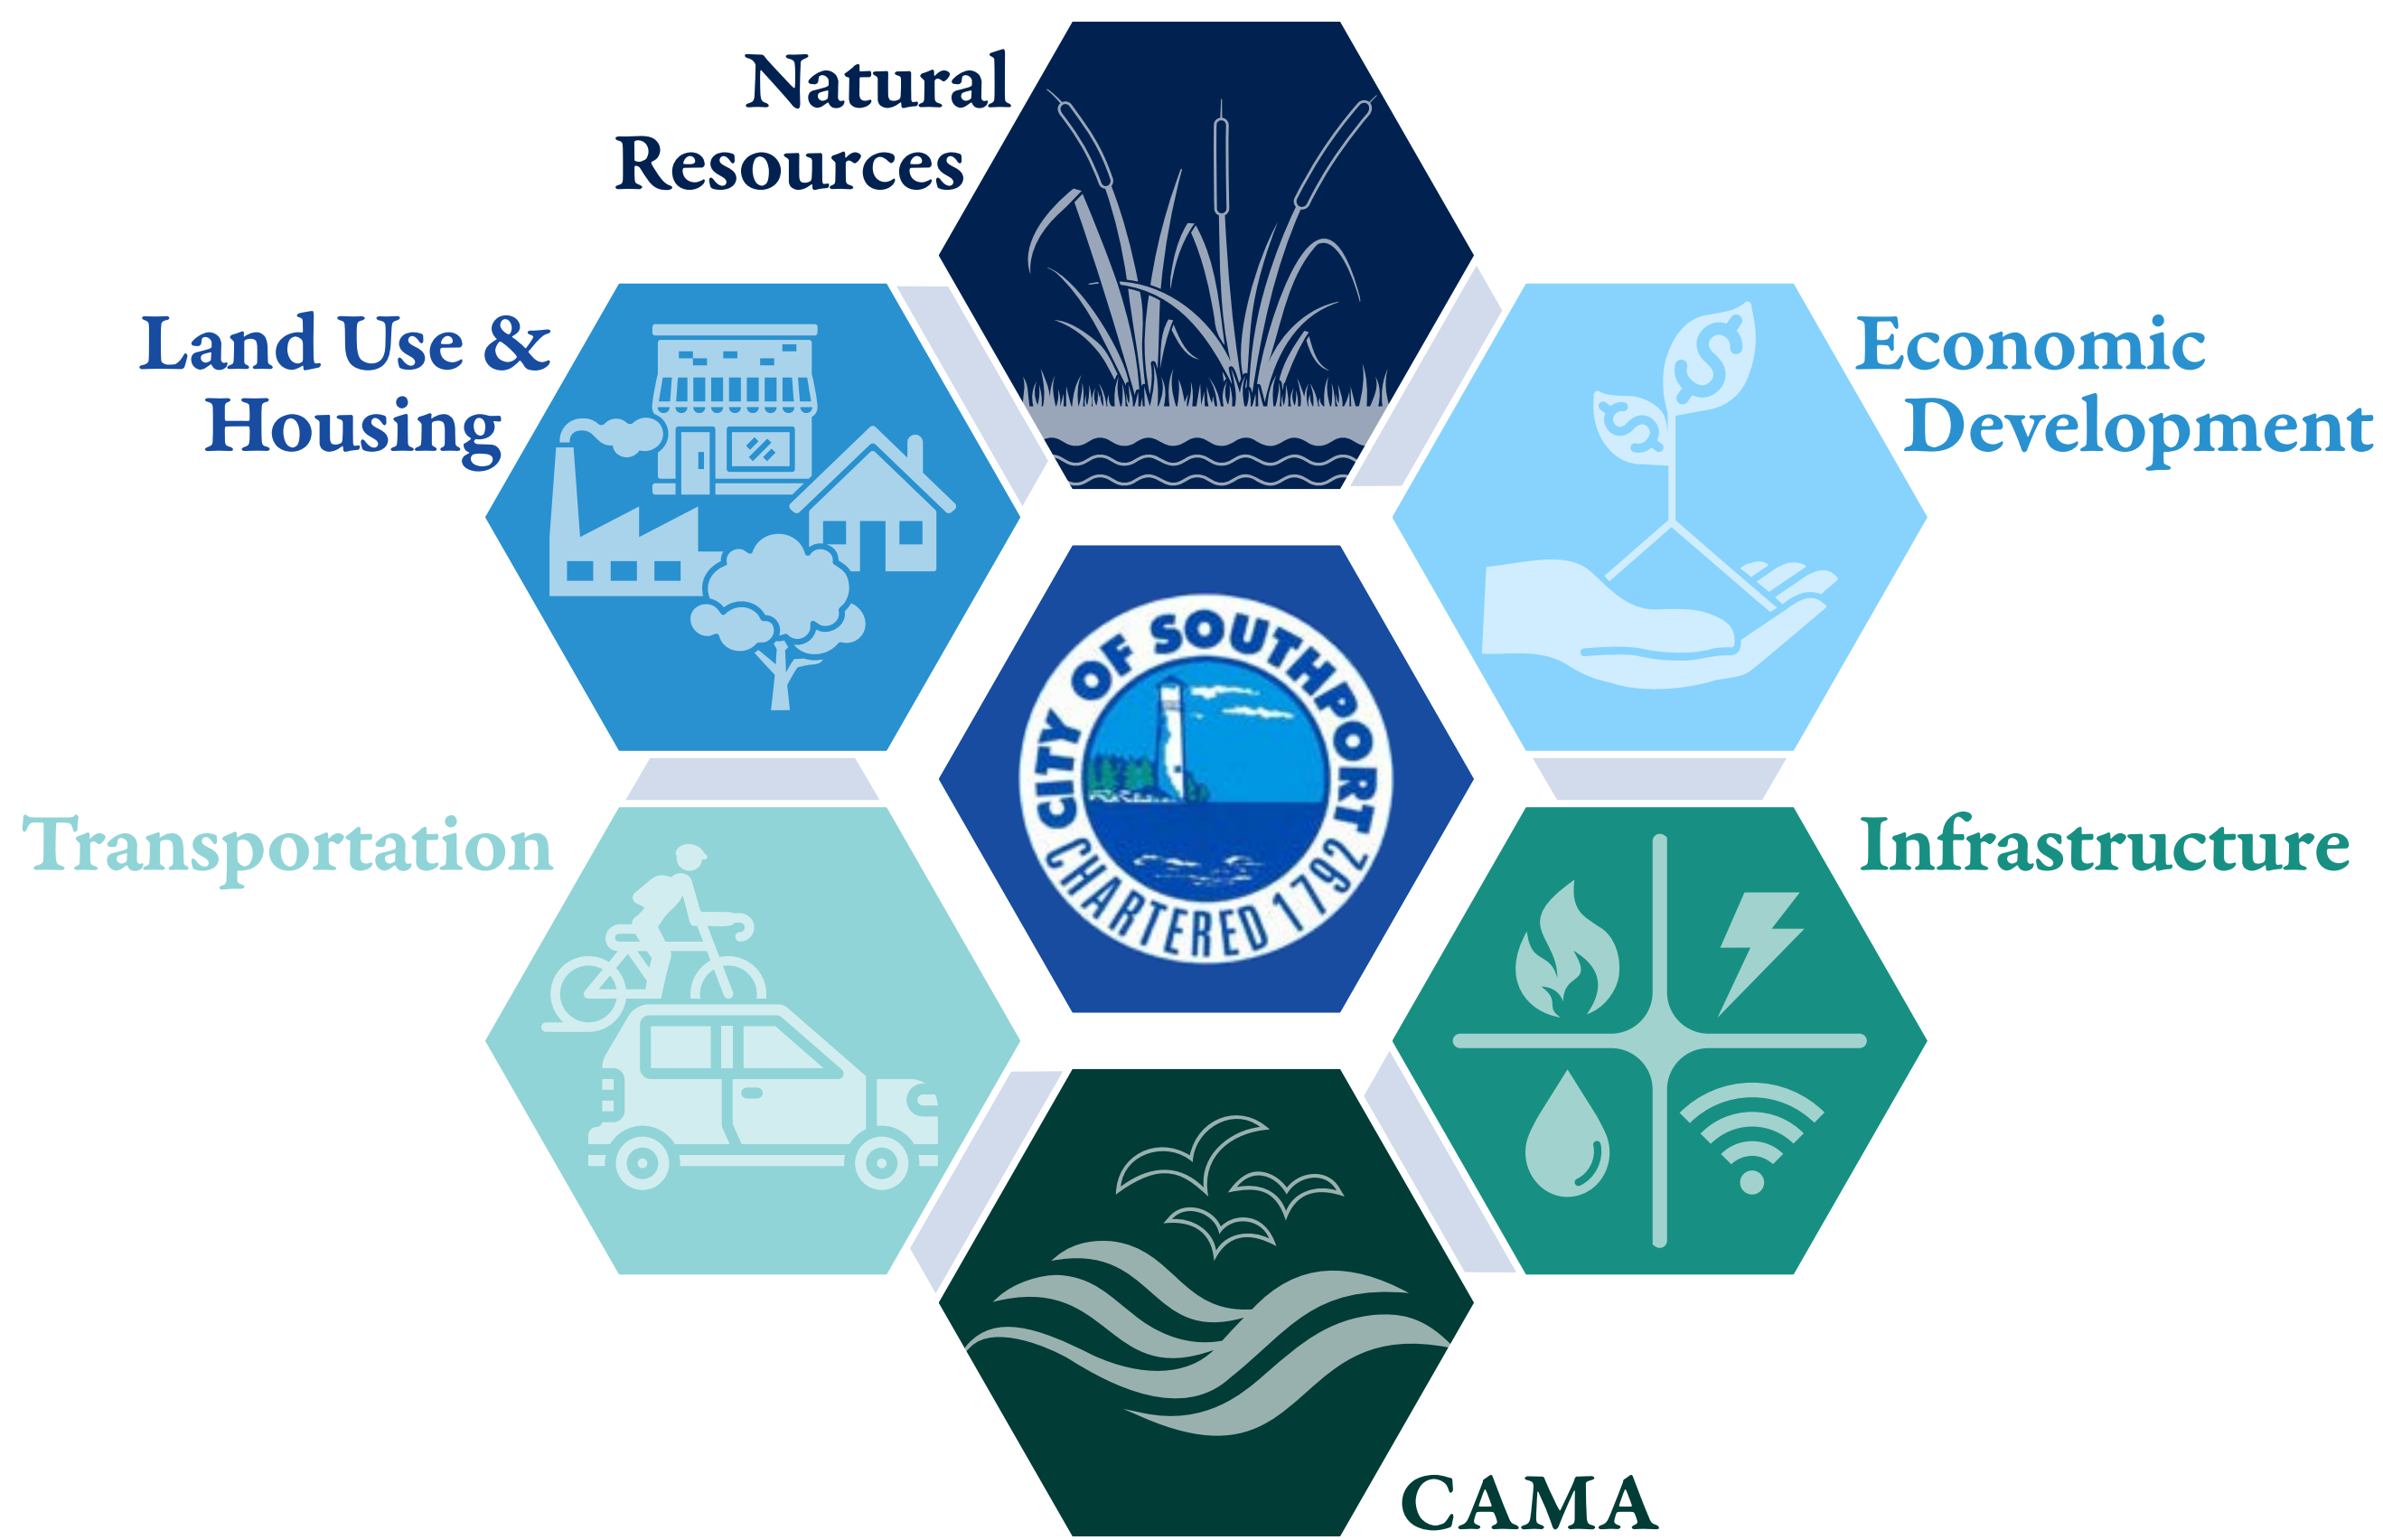 Natural
Resources
Land Use &
Housing
Economic
Development
CITY OF SOUTHPORT
CHARTERED 1792
Transportation
Infrastructure
CAMA